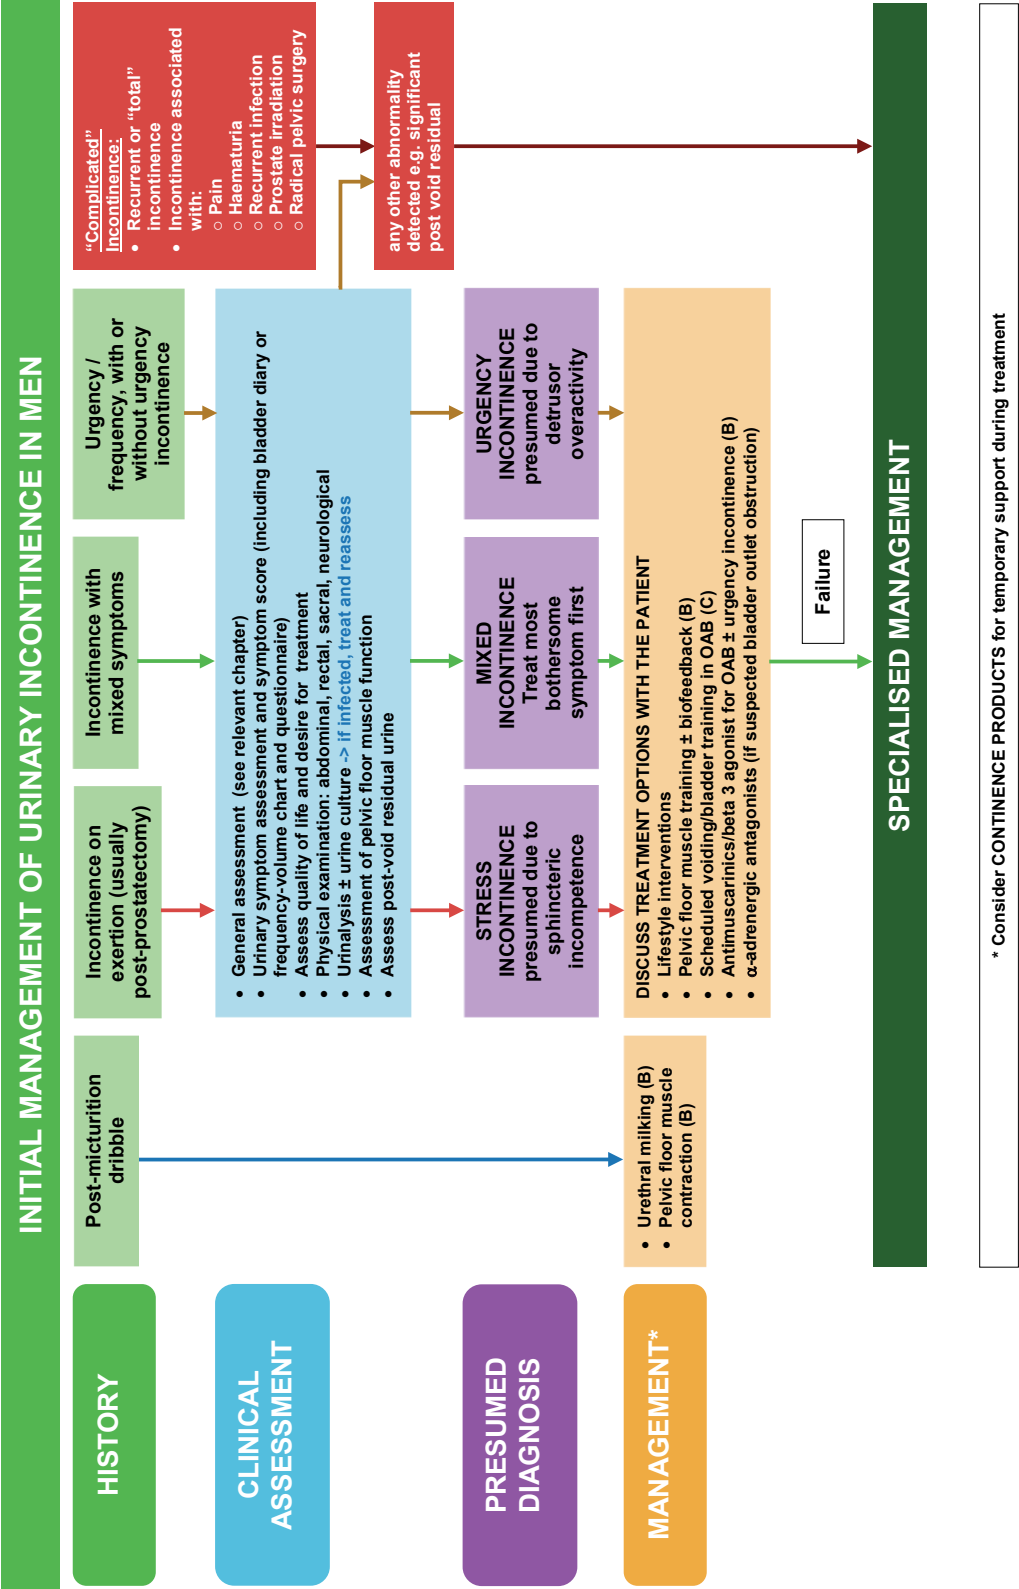 INITIAL MANAGEMENT OF URINARY INCONTINENCE IN MEN
HISTORY
Post-micturition
dribble
Incontinence on
exertion (usually
post-prostatectomy)
Incontinence with
mixed symptoms
Urgency /
frequency, with or
without urgency
incontinence
“Complicated”
Incontinence:
• Recurrent or “total”
incontinence
• Incontinence associated
with:
○ Pain
○ Haematuria
○ Recurrent infection
○ Prostate irradiation
○ Radical pelvic surgery
CLINICAL
ASSESSMENT
• General assessment (see relevant chapter)
• Urinary symptom assessment and symptom score (including bladder diary or
frequency-volume chart and questionnaire)
• Assess quality of life and desire for treatment
• Physical examination: abdominal, rectal, sacral, neurological
• Urinalysis ± urine culture -> if infected, treat and reassess
• Assessment of pelvic floor muscle function
• Assess post-void residual urine
any other abnormality
detected e.g. significant
post void residual
PRESUMED
DIAGNOSIS
STRESS
INCONTINENCE
presumed due to
sphincteric
incompetence
MIXED
INCONTINENCE
Treat most
bothersome
symptom first
URGENCY
INCONTINENCE
presumed due to
detrusor
overactivity
MANAGEMENT*
• Urethral milking (B)
• Pelvic floor muscle
contraction (B)
DISCUSS TREATMENT OPTIONS WITH THE PATIENT
• Lifestyle interventions
• Pelvic floor muscle training ± biofeedback (B)
• Scheduled voiding/bladder training in OAB (C)
• Antimuscarinics/beta 3 agonist for OAB ± urgency incontinence (B)
• α-adrenergic antagonists (if suspected bladder outlet obstruction)
Failure
SPECIALISED MANAGEMENT
* Consider CONTINENCE PRODUCTS for temporary support during treatment